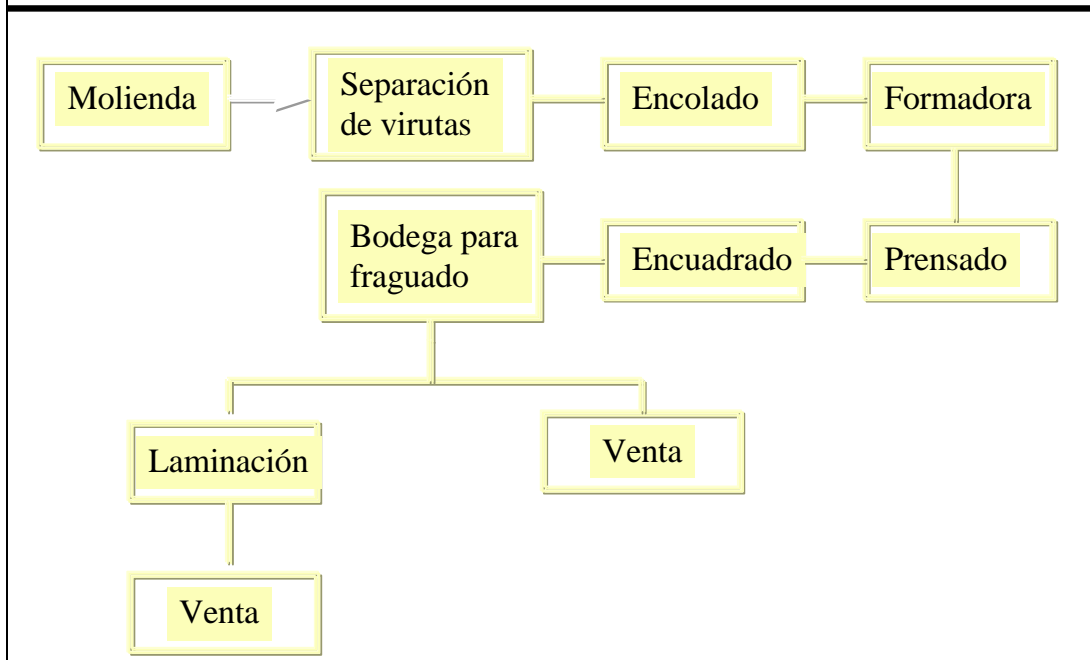 Molienda
Separación
de virutas
Encolado
Formadora
Bodega para
fraguado
Encuadrado
Prensado
Laminación
Venta
Venta